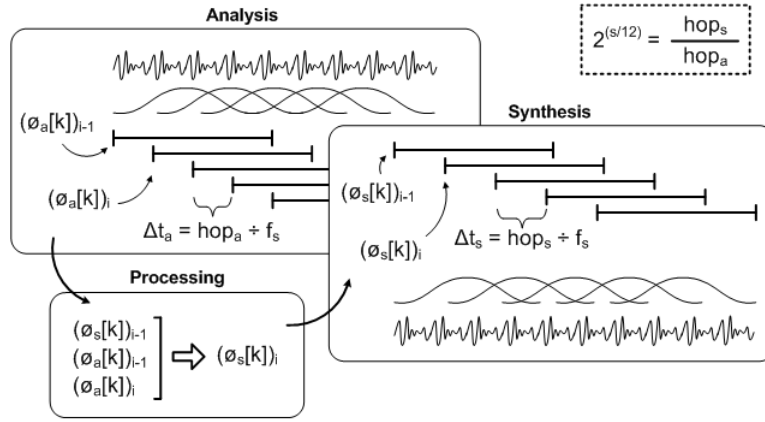 Analysis
2^(s/12) = hop_s
hop_a
(ø_a[k])_i-1
(ø_a[k])_i
Δt_a = hop_a ÷ f_s
Synthesis
(ø_s[k])_i-1
(ø_s[k])_i
Δt_s = hop_s ÷ f_s
Processing
(ø_s[k])_i-1
(ø_a[k])_i-1
(ø_a[k])_i
(ø_s[k])_i